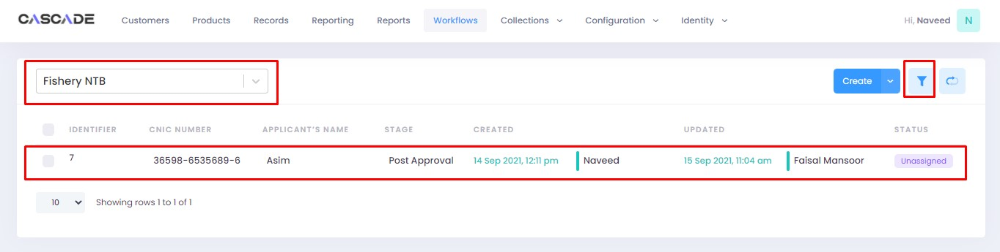 CASCADE Customers Products Records Reporting Reports Workflows Collections Configuration Identity Hi, Naveed N
Fishery NTB Create
IDENTIFIER CNIC NUMBER APPLICANT'S NAME STAGE CREATED UPDATED STATUS
7 36598-6535689-6 Asim Post Approval 14 Sep 2021, 12:11 pm Naveed 15 Sep 2021, 11:04 am Faisal Mansoor Unassigned
10 Showing rows 1 to 1 of 1